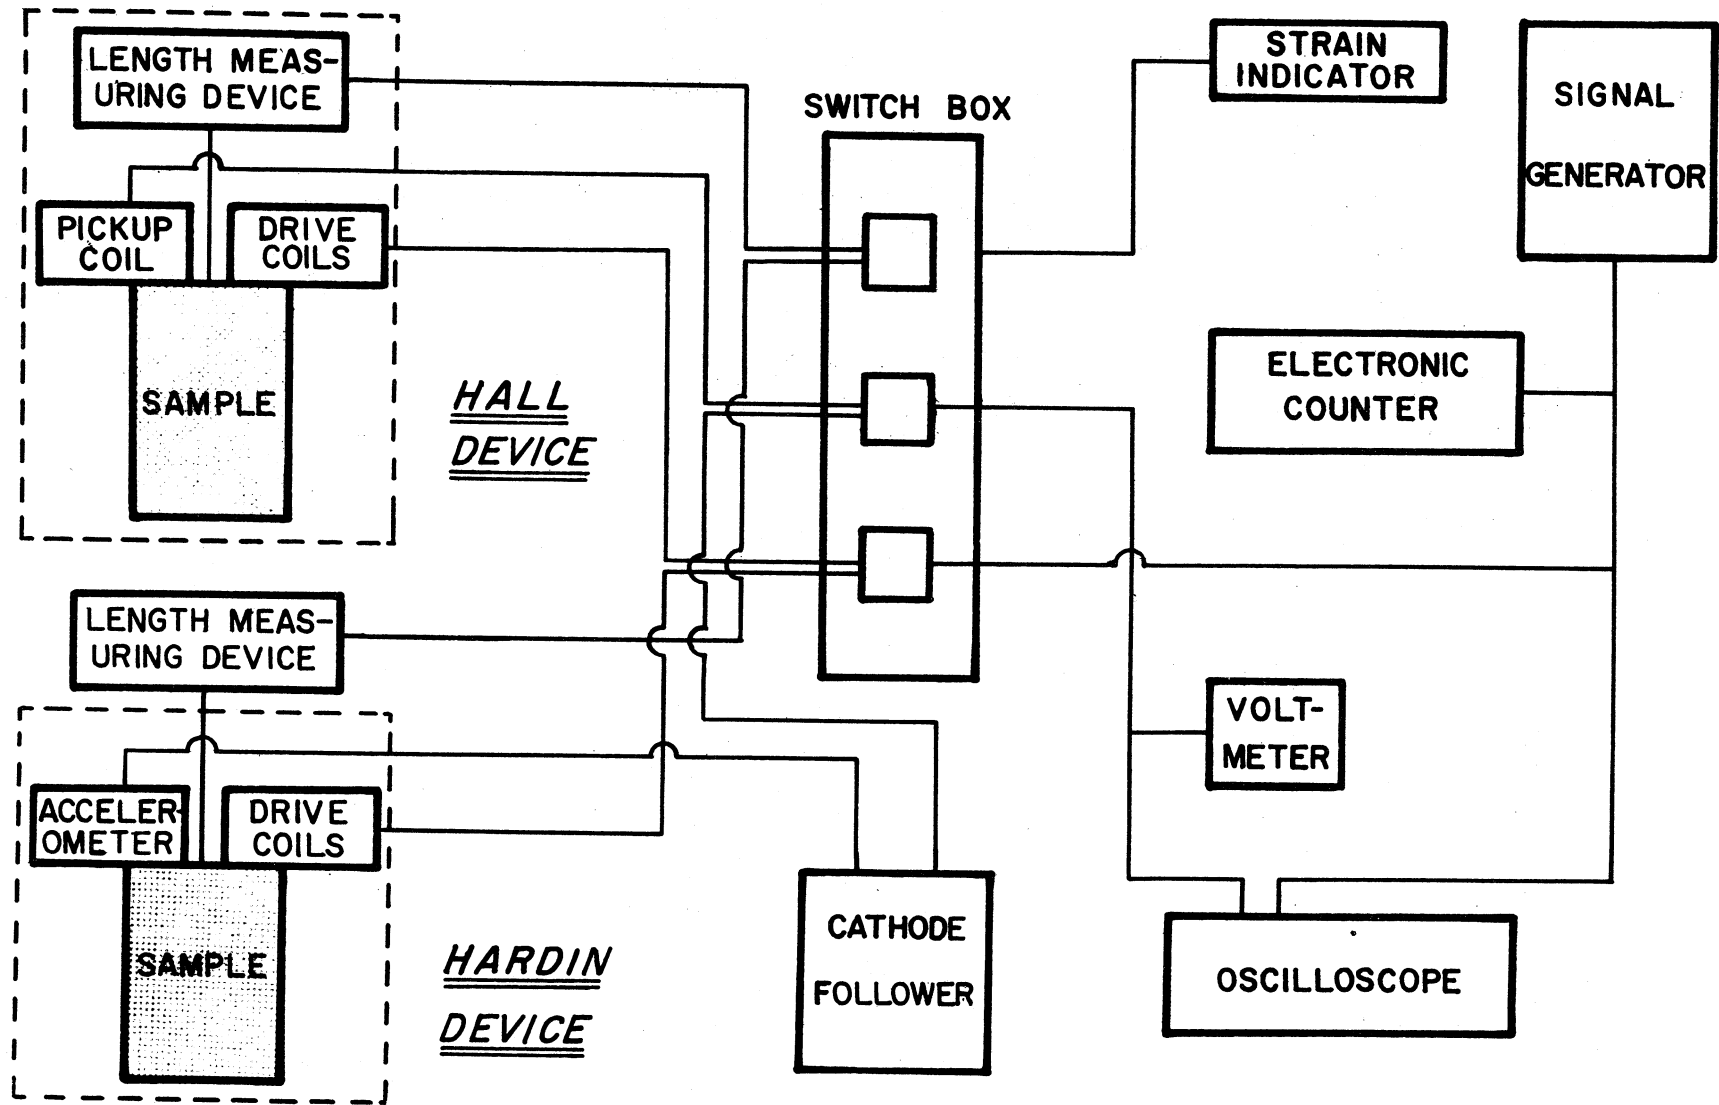 LENGTH MEAS-
URING DEVICE
PICKUP
COIL
DRIVE
COILS
SAMPLE
HALL
DEVICE
LENGTH MEAS-
URING DEVICE
ACCELER-
OMETER
DRIVE
COILS
SAMPLE
HARDIN
DEVICE
SWITCH BOX
CATHODE
FOLLOWER
STRAIN
INDICATOR
SIGNAL
GENERATOR
ELECTRONIC
COUNTER
VOLT-
METER
OSCILLOSCOPE